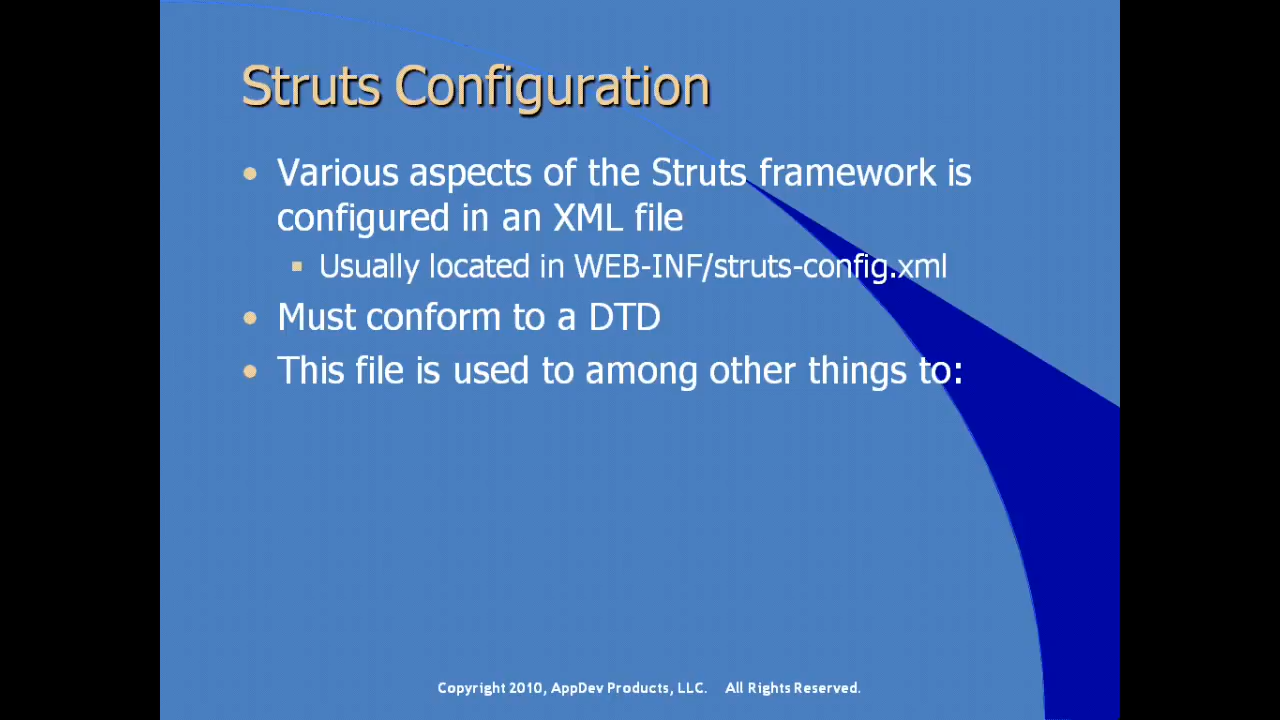 Struts Configuration
• Various aspects of the Struts framework is
configured in an XML file
▪ Usually located in WEB-INF/struts-config.xml
• Must conform to a DTD
• This file is used to among other things to:
Copyright 2010, AppDev Products, LLC. All Rights Reserved.